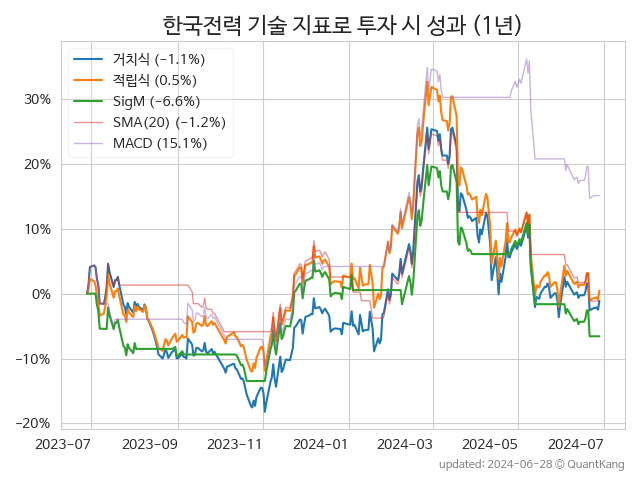 한국전력 기술 지표로 투자 시 성과 (1년)
거치식 (−1.1%)
적립식 (0.5%)
SigM (−6.6%)
SMA(20) (−1.2%)
MACD (15.1%)
30%
20%
10%
0%
−10%
−20%
2023-07 2023-09 2023-11 2024-01 2024-03 2024-05 2024-07
updated: 2024-06-28 © QuantKang